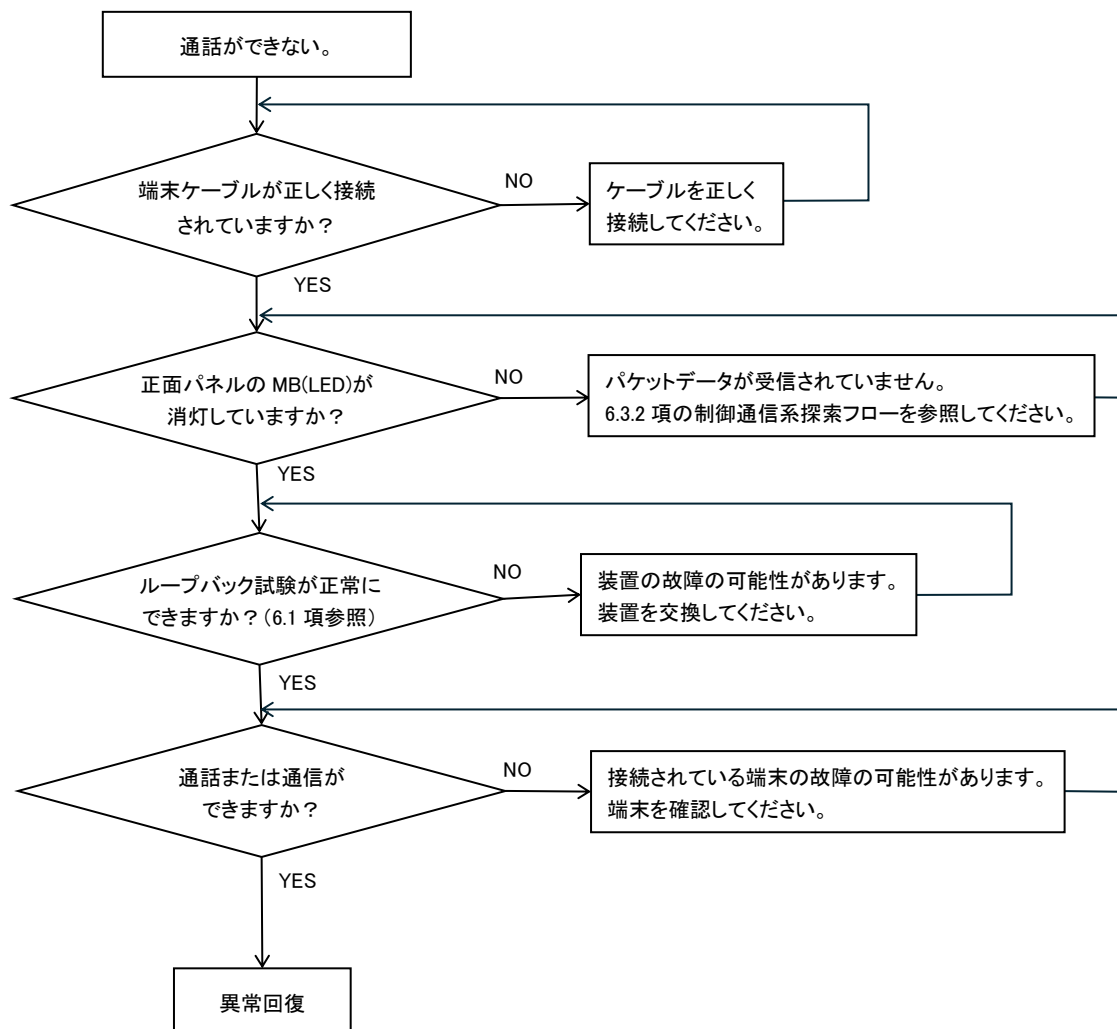 通話ができない。
端末ケーブルが正しく接続
されていますか？
NO
ケーブルを正しく
接続してください。
YES
正面パネルの MB(LED)が
消灯していますか？
NO
パケットデータが受信されていません。
6.3.2 項の制御通信系探索フローを参照してください。
YES
ループバック試験が正常に
できますか？(6.1 項参照)
NO
装置の故障の可能性があります。
装置を交換してください。
YES
通話または通信が
できますか？
NO
接続されている端末の故障の可能性があります。
端末を確認してください。
YES
異常回復